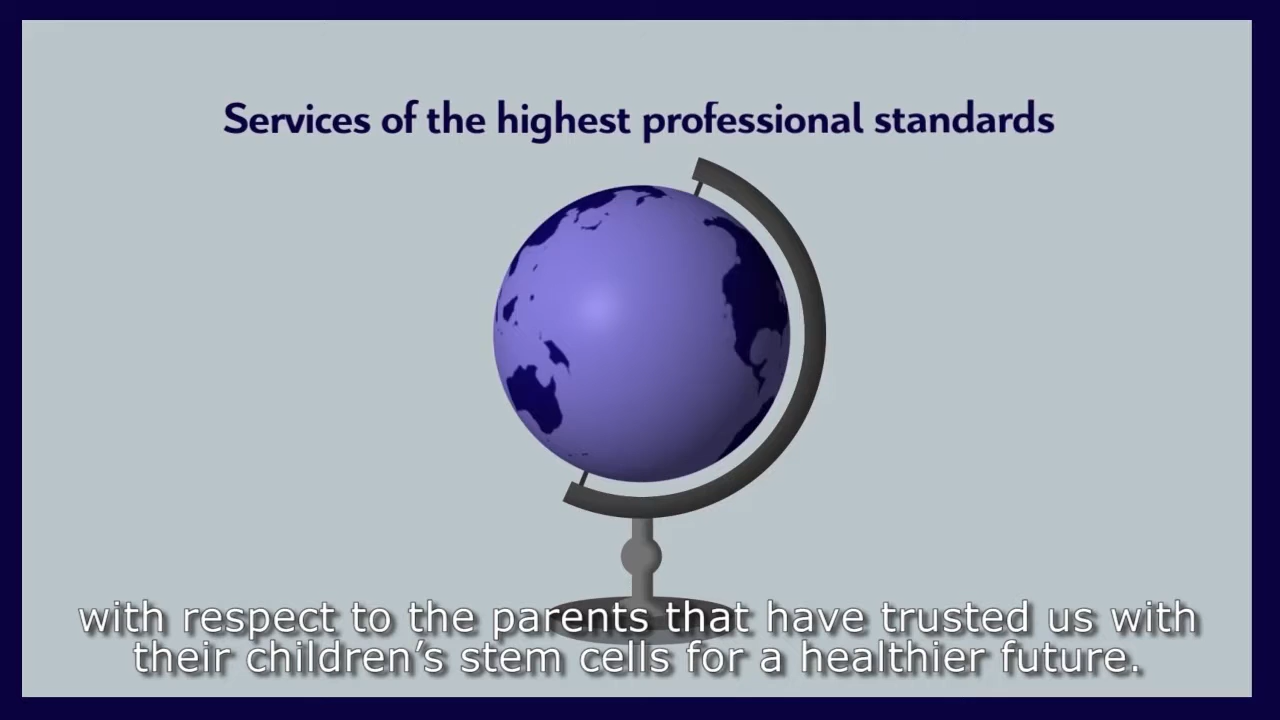 Services of the highest professional standards
with respect to the parents that have trusted us with
their children’s stem cells for a healthier future.